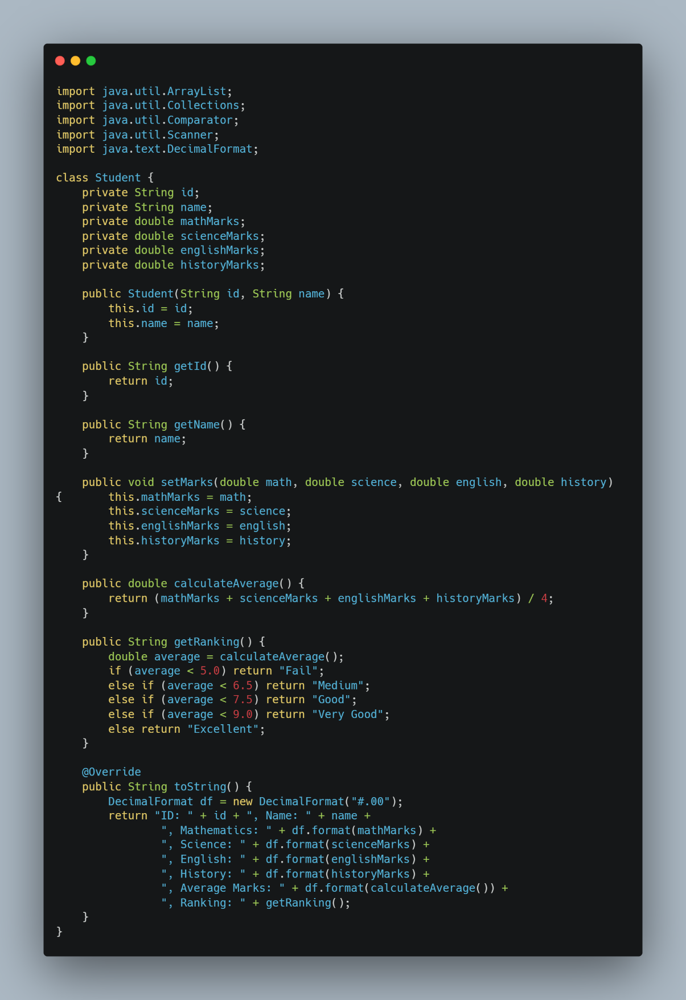 import java.util.ArrayList;
import java.util.Collections;
import java.util.Comparator;
import java.util.Scanner;
import java.text.DecimalFormat;

class Student {
    private String id;
    private String name;
    private double mathMarks;
    private double scienceMarks;
    private double englishMarks;
    private double historyMarks;

    public Student(String id, String name) {
        this.id = id;
        this.name = name;
    }

    public String getId() {
        return id;
    }

    public String getName() {
        return name;
    }

    public void setMarks(double math, double science, double english, double history)
{       this.mathMarks = math;
        this.scienceMarks = science;
        this.englishMarks = english;
        this.historyMarks = history;
    }

    public double calculateAverage() {
        return (mathMarks + scienceMarks + englishMarks + historyMarks) / 4;
    }

    public String getRanking() {
        double average = calculateAverage();
        if (average < 5.0) return "Fail";
        else if (average < 6.5) return "Medium";
        else if (average < 7.5) return "Good";
        else if (average < 9.0) return "Very Good";
        else return "Excellent";
    }

    @Override
    public String toString() {
        DecimalFormat df = new DecimalFormat("#.00");
        return "ID: " + id + ", Name: " + name +
                ", Mathematics: " + df.format(mathMarks) +
                ", Science: " + df.format(scienceMarks) +
                ", English: " + df.format(englishMarks) +
                ", History: " + df.format(historyMarks) +
                ", Average Marks: " + df.format(calculateAverage()) +
                ", Ranking: " + getRanking();
    }
}